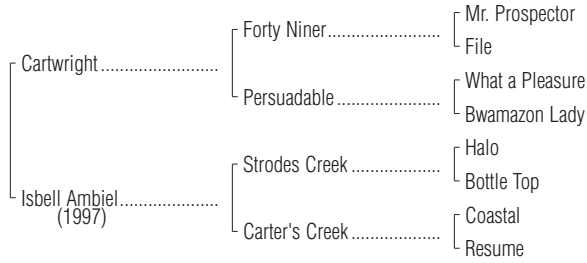 Mr. Prospector
Forty Niner
File
Cartwright
What a Pleasure
Persuadable
Bwamazon Lady
Halo
Strodes Creek
Bottle Top
Isbell Ambiel
(1997)
Coastal
Carter's Creek
Resume